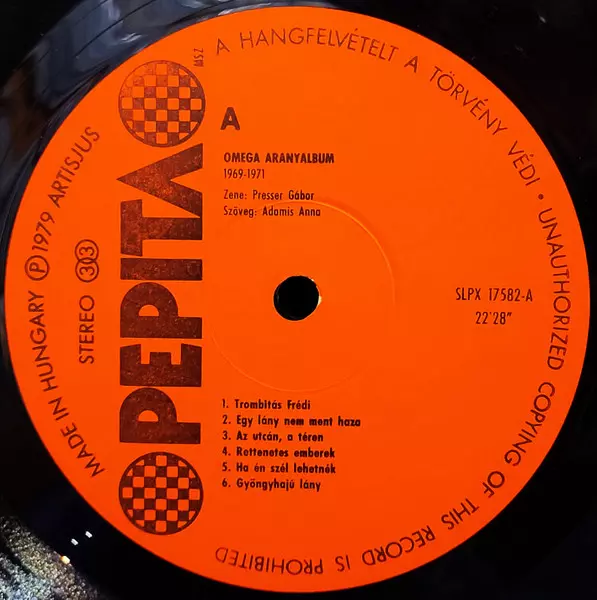 A HANGFELVÉTELT A TÖRVÉNY VÉDI • UNAUTHORIZED COPYING OF THIS RECORD IS PROHIBITED
MADE IN HUNGARY Ⓟ 1979 ARTISJUS
STEREO 33
PEPITA
MSZ
A
OMEGA ARANYALBUM
1969-1971
Zene: Presser Gábor
Szöveg: Adamis Anna
SLPX 17582-A
22'28"
1. Trombitás Frédi
2. Egy lány nem ment haza
3. Az utcán, a téren
4. Rettenetes emberek
5. Ha én szél lehetnék
6. Gyöngyhajú lány